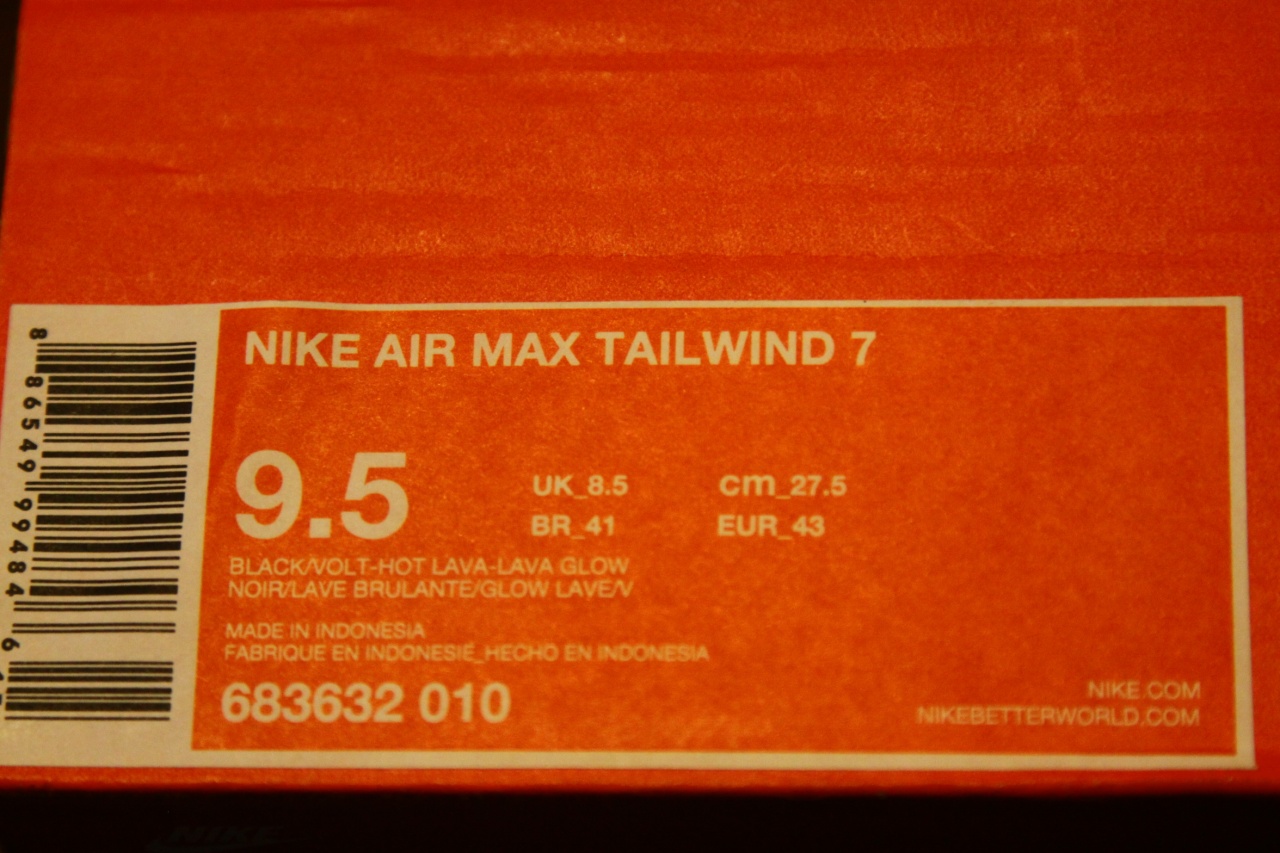 NIKE AIR MAX TAILWIND 7
9.5
UK_8.5 cm_27.5
BR_41 EUR_43
BLACK/VOLT-HOT LAVA-LAVA GLOW
NOIR/LAVE BRULANTE/GLOW LAVE/V
MADE IN INDONESIA
FABRIQUE EN INDONESIE_HECHO EN INDONESIA
683632 010
NIKE.COM
NIKEBETTERWORLD.COM
8 86549 99484 6
NIKE